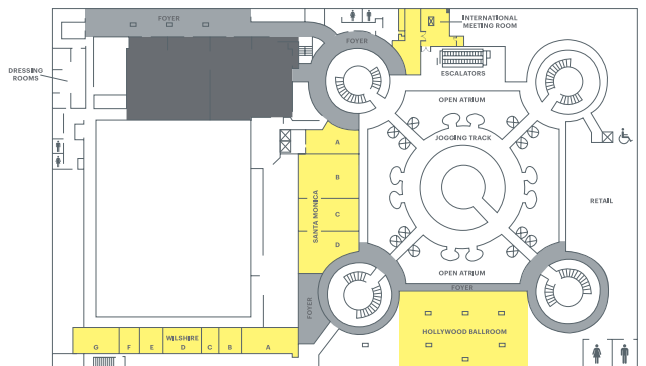 FOYER
INTERNATIONAL
MEETING ROOM
FOYER
DRESSING
ROOMS
ESCALATORS
OPEN ATRIUM
JOGGING TRACK
A
B
SANTA MONICA
C
D
RETAIL
OPEN ATRIUM
FOYER
FOYER
HOLLYWOOD BALLROOM
WILSHIRE
G F E D C B A